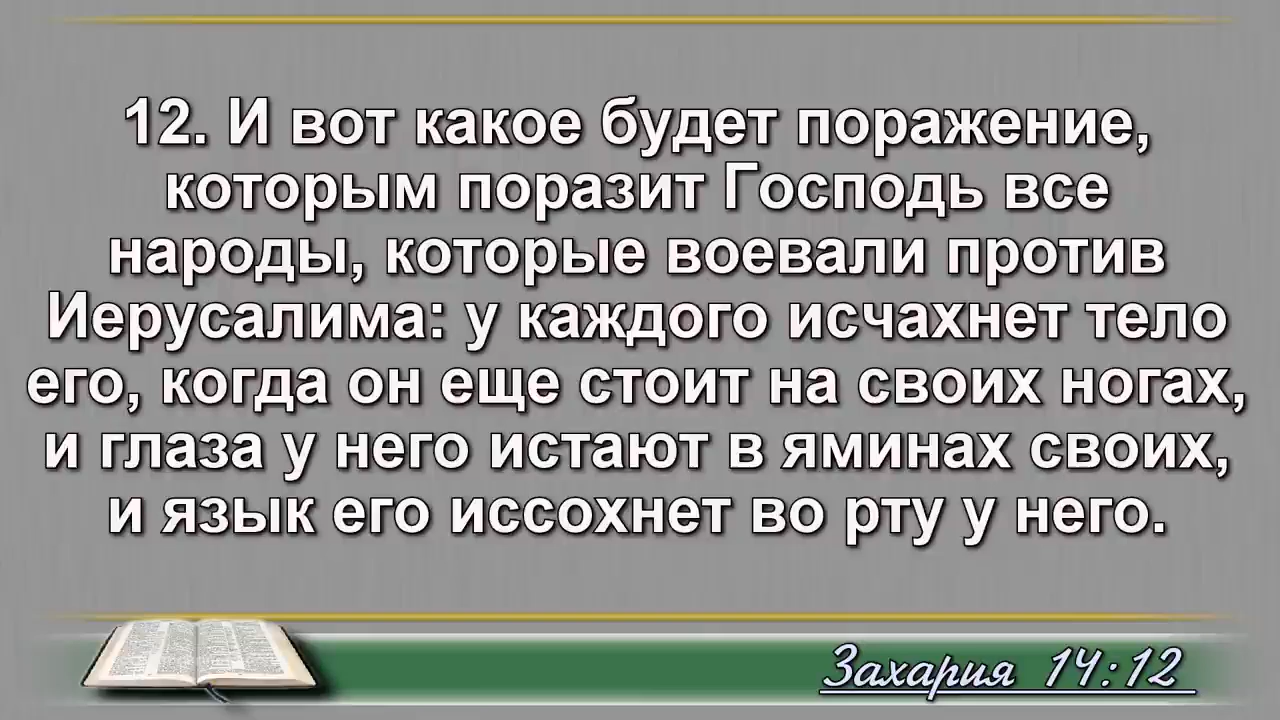 12. И вот какое будет поражение,
которым поразит Господь все
народы, которые воевали против
Иерусалима: у каждого исчахнет тело
его, когда он еще стоит на своих ногах,
и глаза у него истают в яминах своих,
и язык его иссохнет во рту у него.
Захария 14:12